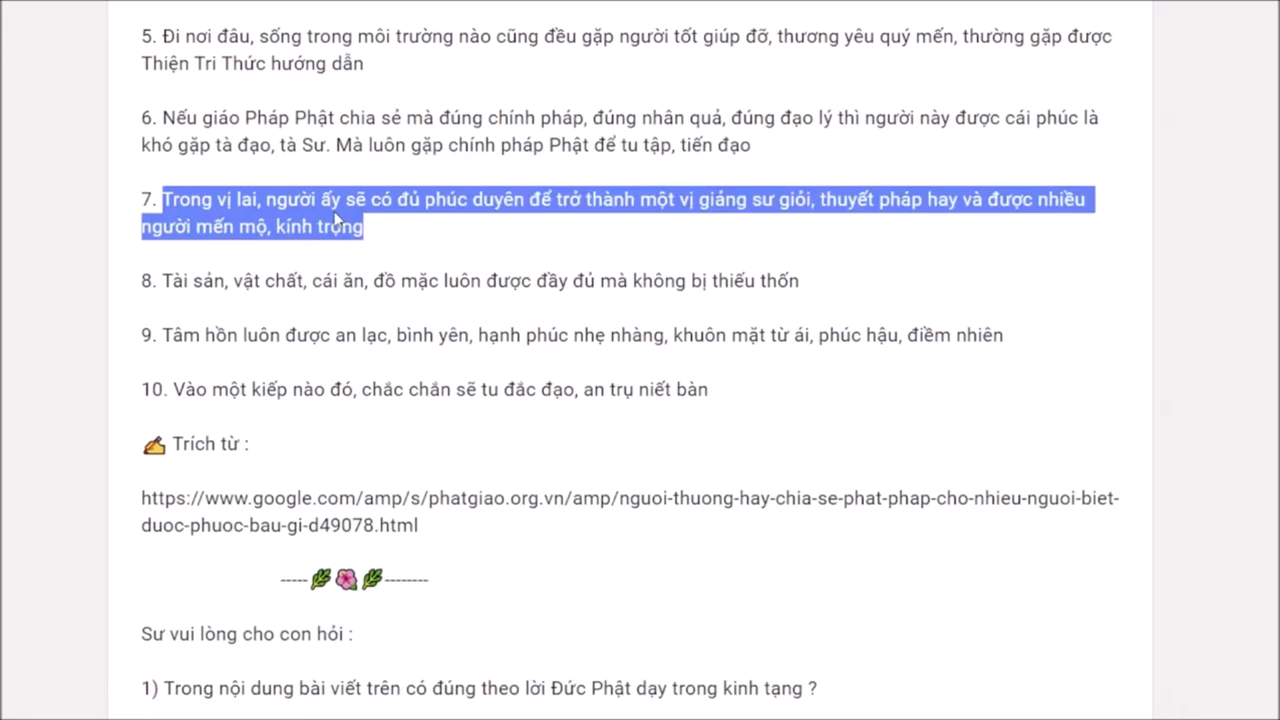 5. Đi nơi đâu, sống trong môi trường nào cũng đều gặp người tốt giúp đỡ, thương yêu quý mến, thường gặp được
Thiện Tri Thức hướng dẫn
6. Nếu giáo Pháp Phật chia sẻ mà đúng chính pháp, đúng nhân quả, đúng đạo lý thì người này được cái phúc là
khó gặp tà đạo, tà Sư. Mà luôn gặp chính pháp Phật để tu tập, tiến đạo
7. Trong vị lai, người ấy sẽ có đủ phúc duyên để trở thành một vị giảng sư giỏi, thuyết pháp hay và được nhiều
người mến mộ, kính trọng
8. Tài sản, vật chất, cái ăn, đồ mặc luôn được đầy đủ mà không bị thiếu thốn
9. Tâm hồn luôn được an lạc, bình yên, hạnh phúc nhẹ nhàng, khuôn mặt từ ái, phúc hậu, điềm nhiên
10. Vào một kiếp nào đó, chắc chắn sẽ tu đắc đạo, an trụ niết bàn
✍ Trích từ :
https://www.google.com/amp/s/phatgiao.org.vn/amp/nguoi-thuong-hay-chia-se-phat-phap-cho-nhieu-nguoi-biet-
duoc-phuoc-bau-gi-d49078.html
-----🌿🌺🌿--------
Sư vui lòng cho con hỏi :
1) Trong nội dung bài viết trên có đúng theo lời Đức Phật dạy trong kinh tạng ?